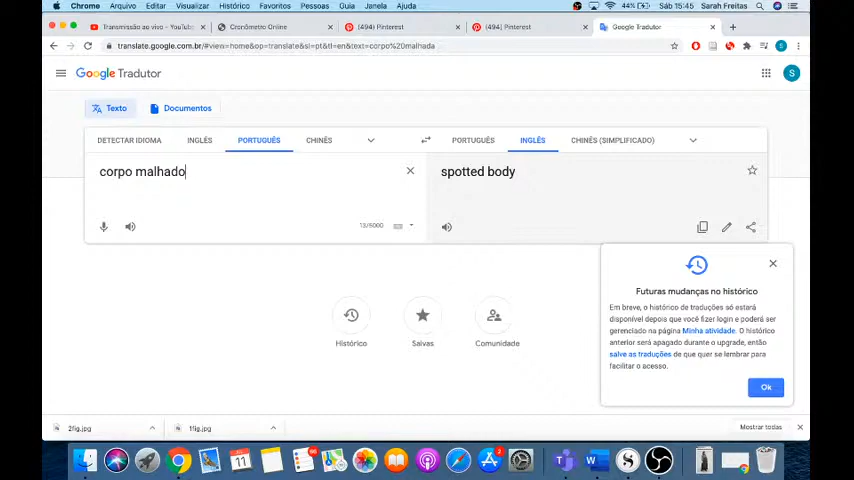 Chrome Arquivo Editar Visualizar Histórico Favoritos Pessoas Guia Janela Ajuda 44% Sáb 15:45 Sarah Freitas
Transmissão ao vivo - YouTube Cronômetro Online (494) Pinterest (494) Pinterest Google Tradutor
translate.google.com.br/#view=home&op=translate&sl=pt&tl=en&text=corpo%20malhado
Google Tradutor
S
Texto Documentos
DETECTAR IDIOMA INGLÊS PORTUGUÊS CHINÊS PORTUGUÊS INGLÊS CHINÊS (SIMPLIFICADO)
corpo malhado
spotted body
13/5000
Futuras mudanças no histórico
Em breve, o histórico de traduções só estará
disponível depois que você fizer login e poderá ser
gerenciado na página Minha atividade. O histórico
anterior será apagado durante o upgrade, então
salve as traduções de que quer se lembrar para
facilitar o acesso.
Ok
Histórico Salvas Comunidade
2fig.jpg 1fig.jpg Mostrar todas
11